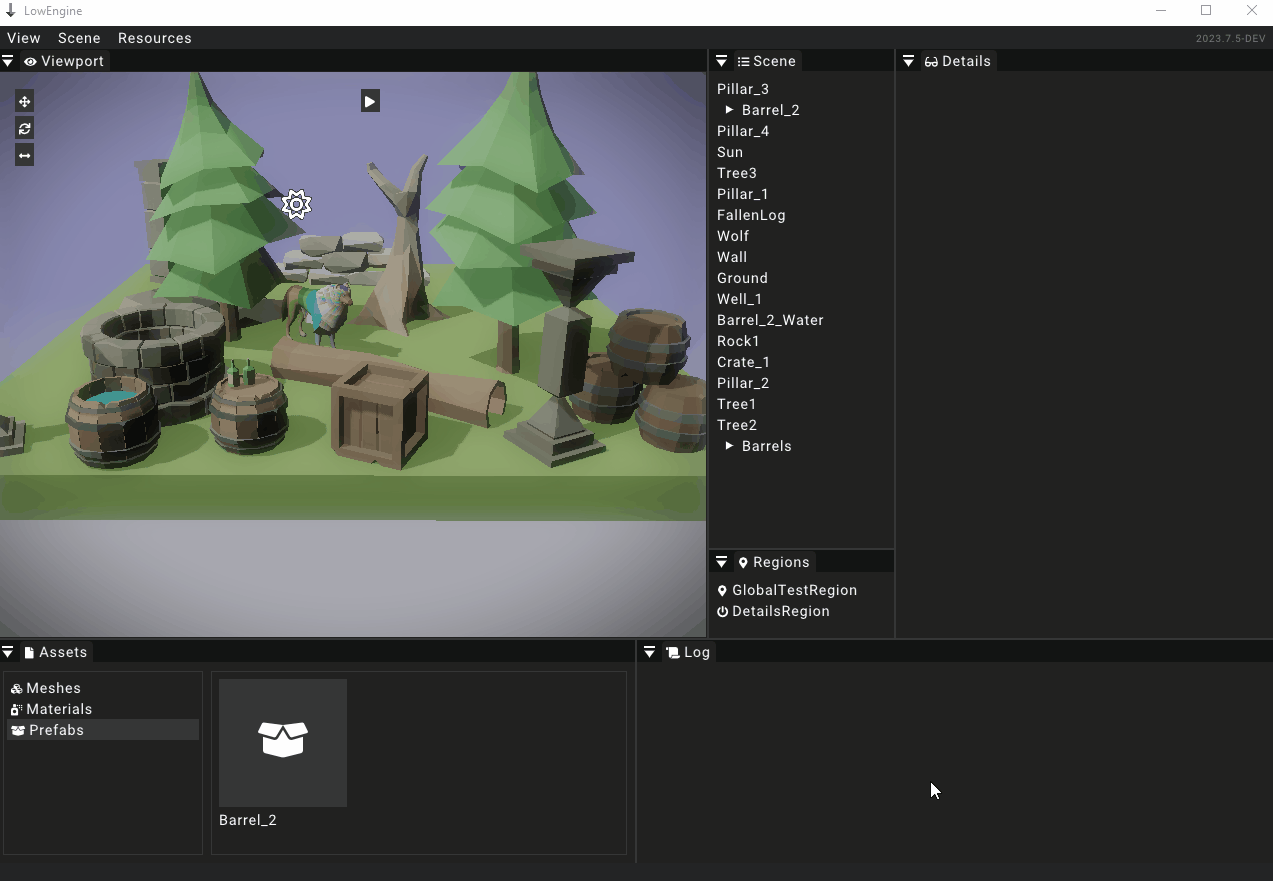 LowEngine
View Scene Resources 2023.7.5-DEV
Viewport
Scene
Pillar_3
Barrel_2
Pillar_4
Sun
Tree3
Pillar_1
FallenLog
Wolf
Wall
Ground
Well_1
Barrel_2_Water
Rock1
Crate_1
Pillar_2
Tree1
Tree2
Barrels
Regions
GlobalTestRegion
DetailsRegion
Details
Assets
Meshes
Materials
Prefabs
Barrel_2
Log